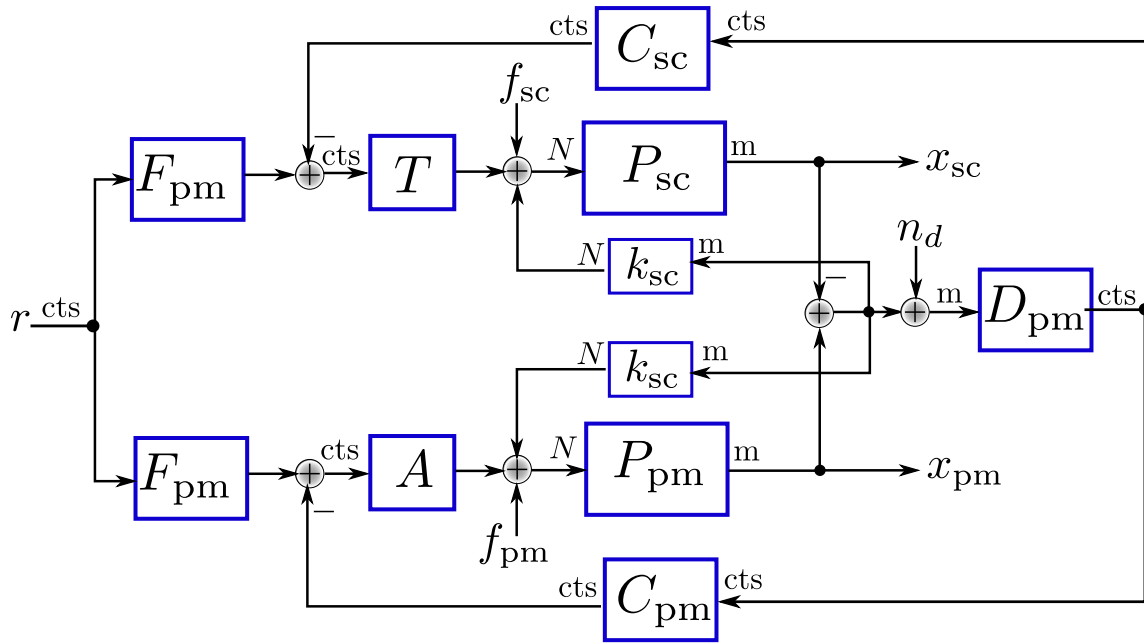 cts C_sc cts
f_sc
− cts N m
F_pm T P_sc x_sc
N k_sc m n_d
−
r cts m D_pm cts
N k_sc m
cts N m
F_pm A P_pm x_pm
−
f_pm
cts C_pm cts